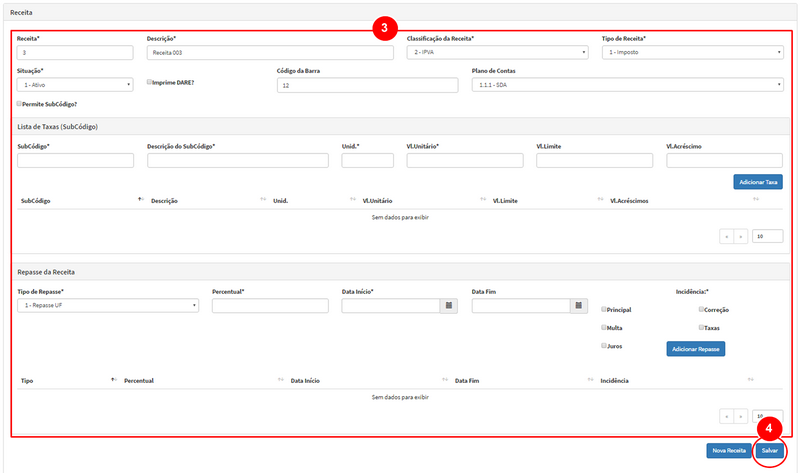 Receita
3
Receita* Descrição* Classificação da Receita* Tipo de Receita*
3 Receita 003 2 - IPVA 1 - Imposto
Situação* Imprime DARE? Código da Barra Plano de Contas
1 - Ativo 12 1.1.1 - SDA
Permite SubCódigo?
Lista de Taxas (SubCódigo)
SubCódigo* Descrição do SubCódigo* Unid.* Vl.Unitário* Vl.Limite Vl.Acréscimo
Adicionar Taxa
SubCódigo Descrição Unid. Vl.Unitário Vl.Limite Vl.Acréscimos
Sem dados para exibir
« » 10
Repasse da Receita
Tipo de Repasse* Percentual* Data Início* Data Fim Incidência:*
1 - Repasse UF
Principal Correção
Multa Taxas
Juros Adicionar Repasse
Tipo Percentual Data Início Data Fim Incidência
Sem dados para exibir
« » 10
4
Nova Receita Salvar